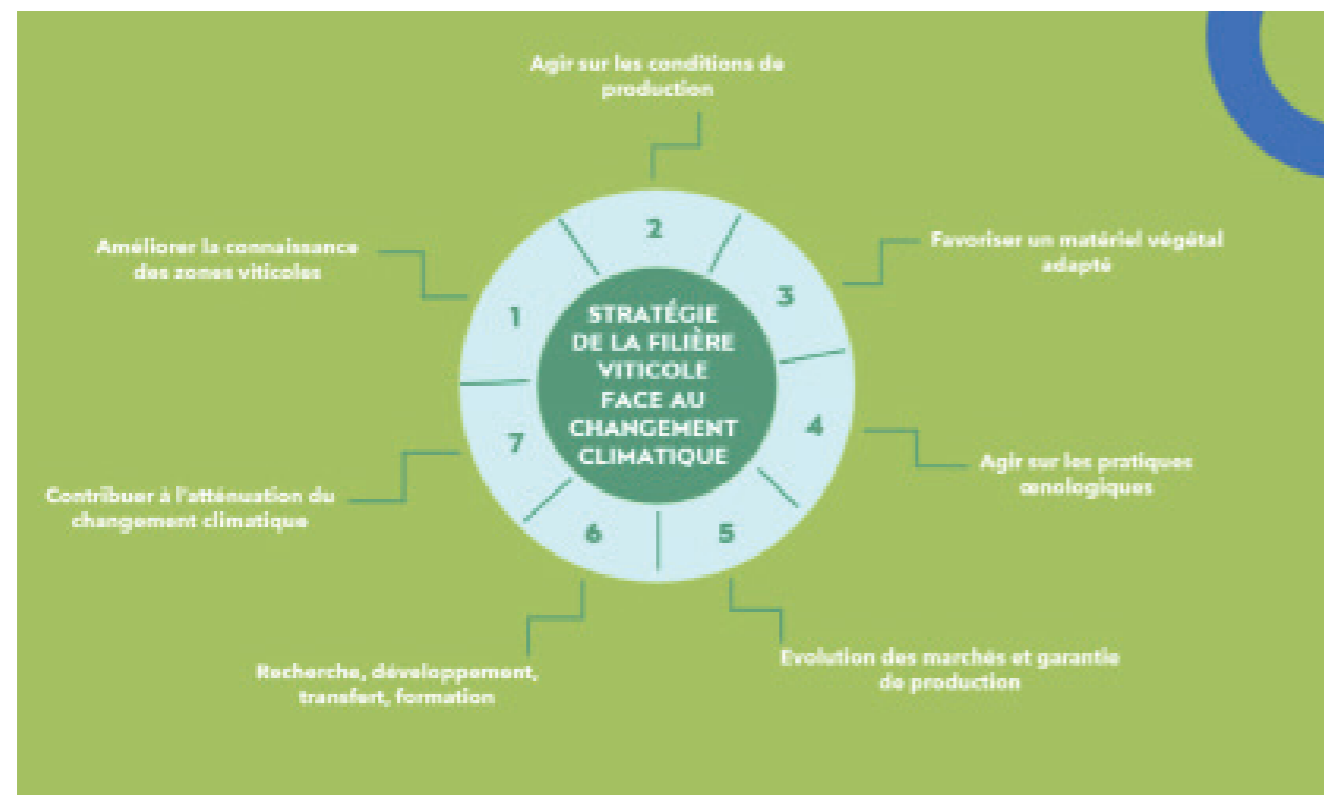 Agir sur les conditions de
production
Améliorer la connaissance
des zones viticoles
Favoriser un matériel végétal
adapté
2
3
1
STRATÉGIE
DE LA FILIÈRE
VITICOLE
FACE AU
CHANGEMENT
CLIMATIQUE
4
7
6
5
Agir sur les pratiques
œnologiques
Contribuer à l'atténuation du
changement climatique
Evolution des marchés et garantie
de production
Recherche, développement,
transfert, formation